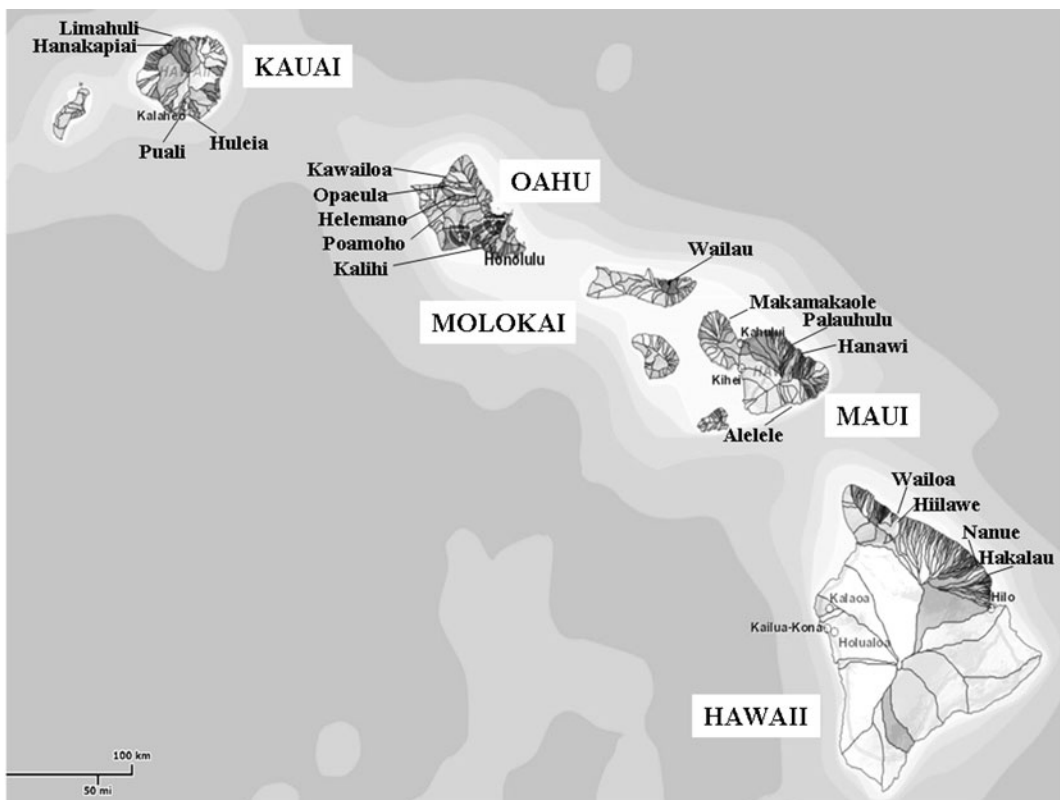 Limahuli
Hanakapiai
KAUAI
HAWAII
Kalaheo
Puali
Huleia
Kawailoa
Opaeula
Helemano
Poamoho
Kalihi
OAHU
Honolulu
Wailau
MOLOKAI
Makamakaole
Kahului
Palauhulu
Hanawi
Kihei
Alelele
MAUI
Wailoa
Hiilawe
Nanue
Hakalau
Hilo
Kalaoa
Kailua-Kona
Holualoa
HAWAII
100 km
50 mi